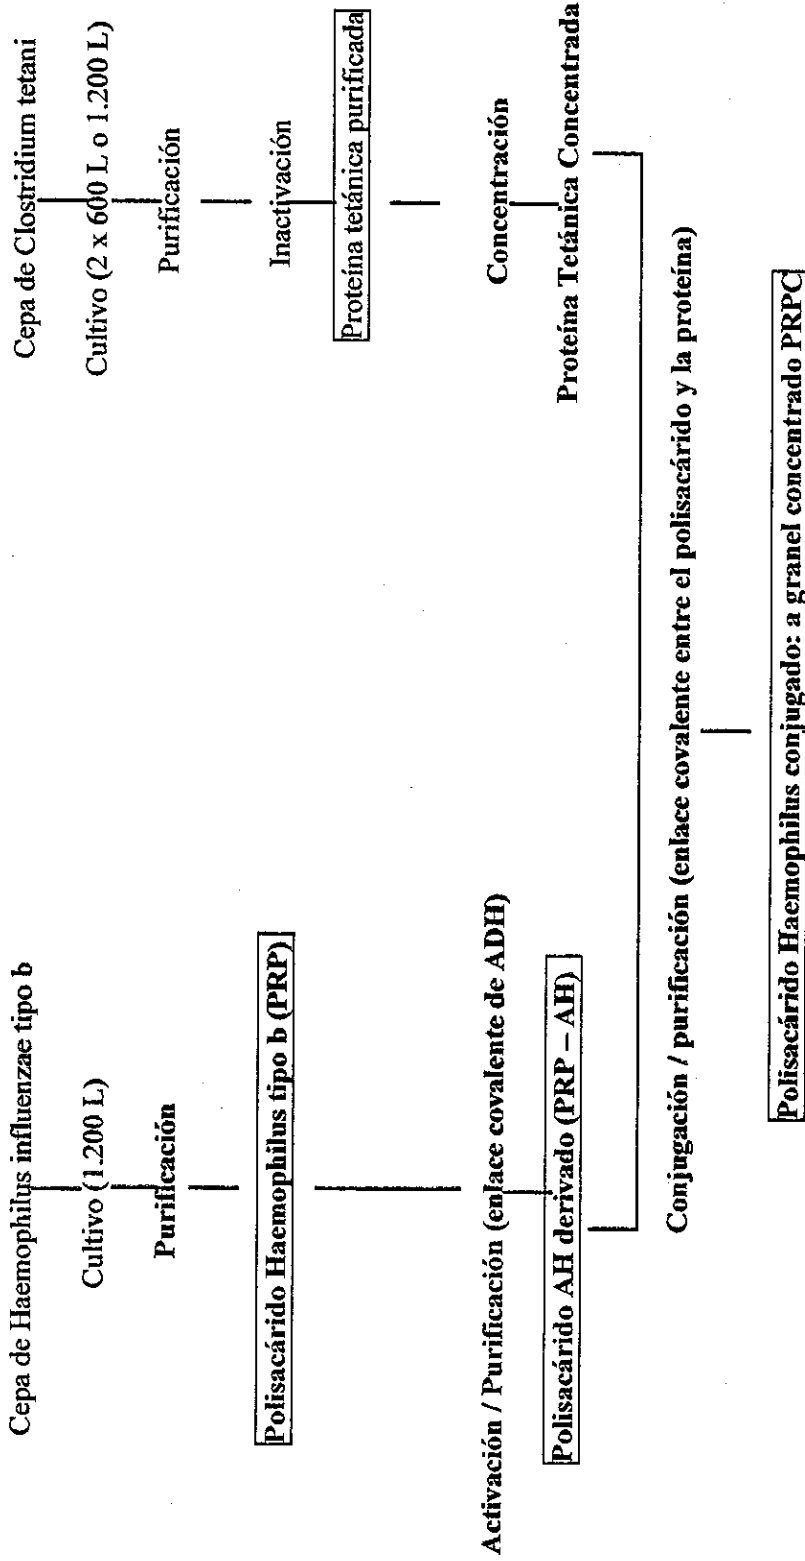 Cepa de Haemophilus influenzae tipo b
Cultivo (1.200 L)
Purificación
Polisacárido Haemophilus tipo b (PRP)
Activación / Purificación (enlace covalente de ADH)
Polisacárido AH derivado (PRP – AH)
Cepa de Clostridium tetani
Cultivo (2 x 600 L o 1.200 L)
Purificación
Inactivación
Proteína tetánica purificada
Concentración
Proteína Tetánica Concentrada
Conjugación / purificación (enlace covalente entre el polisacárido y la proteína)
Polisacárido Haemophilus conjugado: a granel concentrado PRPC